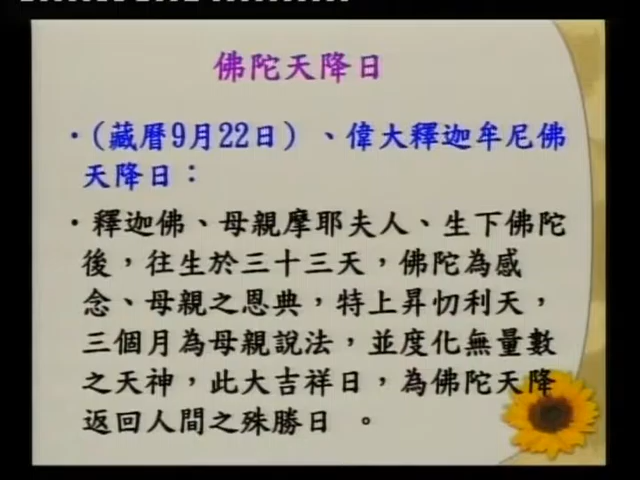 佛陀天降日
・(藏曆9月22日)、偉大釋迦牟尼佛
天降日：
・釋迦佛、母親摩耶夫人、生下佛陀
後，往生於三十三天，佛陀為感
念、母親之恩典，特上昇忉利天，
三個月為母親說法，並度化無量數
之天神，此大吉祥日，為佛陀天降
返回人間之殊勝日 。